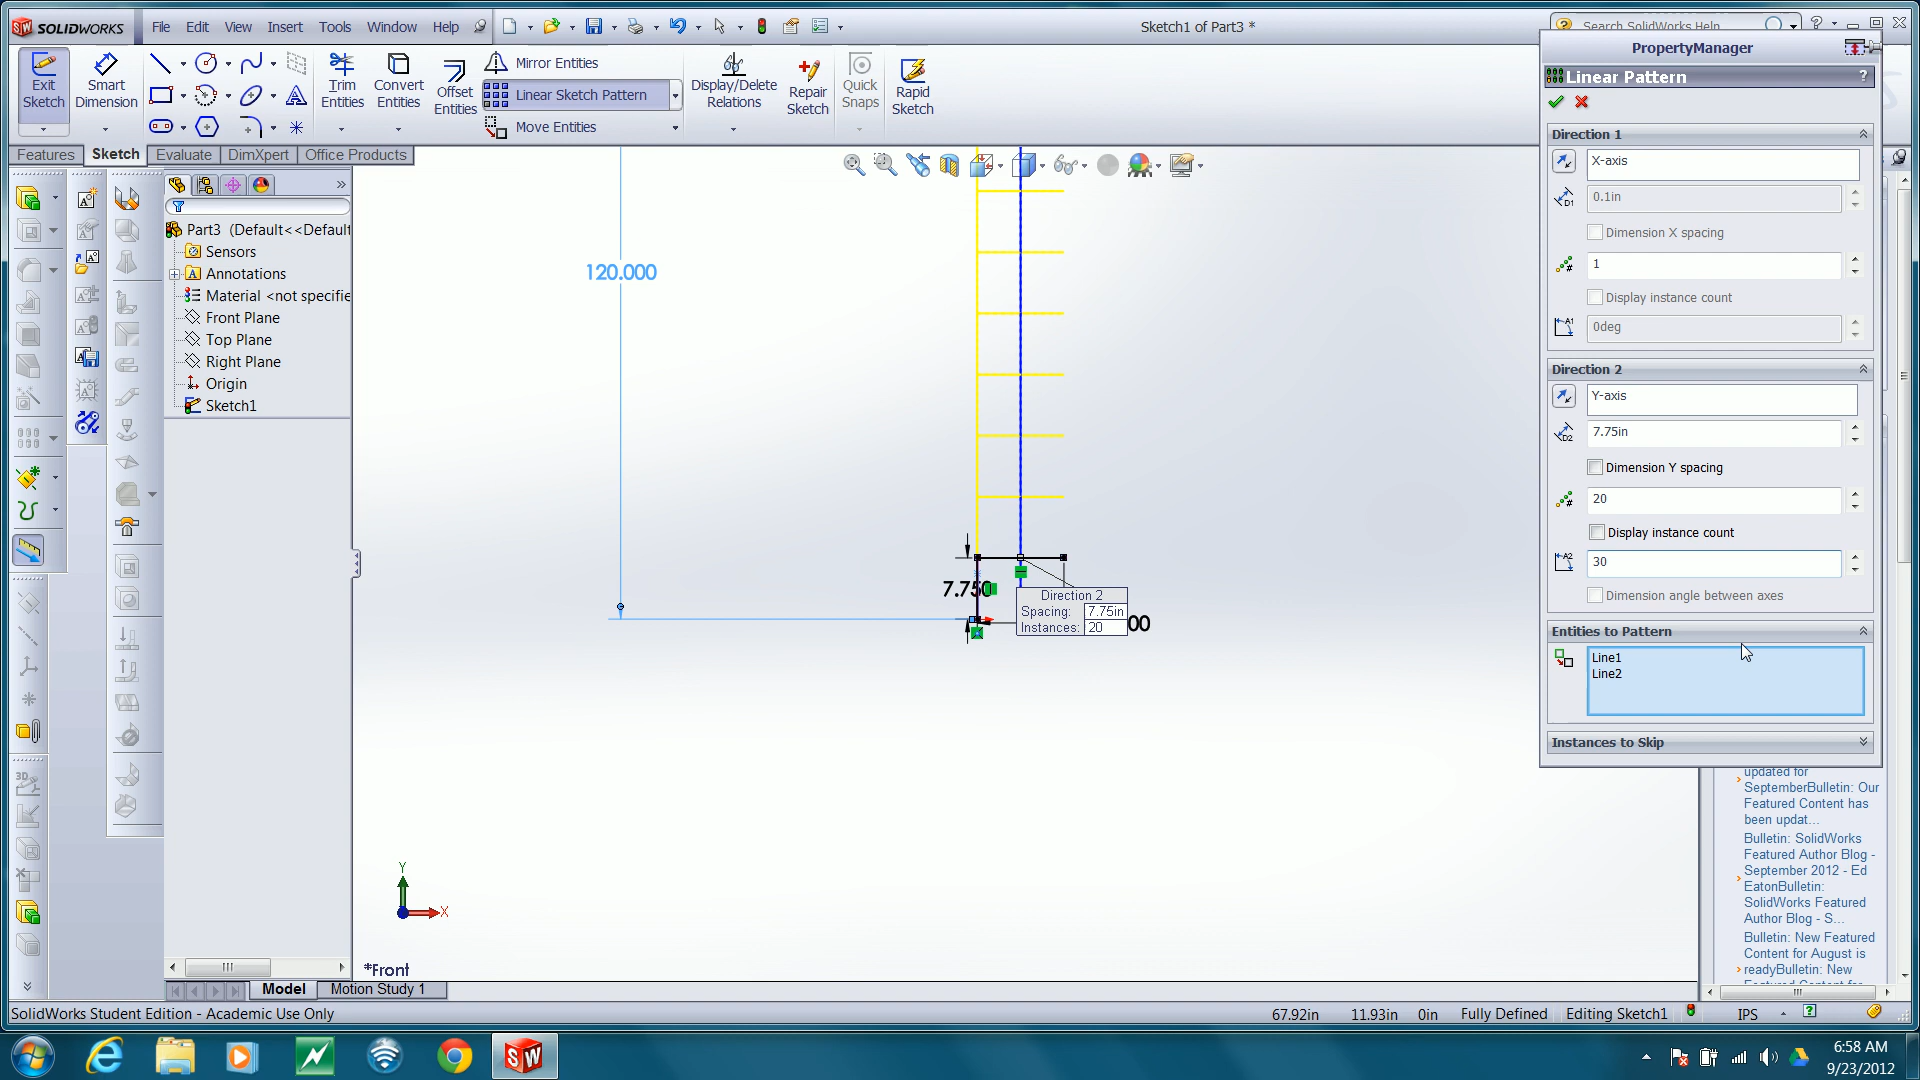 SOLIDWORKS
File Edit View Insert Tools Window Help
Sketch1 of Part3 *
Search SolidWorks Help
PropertyManager
Exit Sketch
Smart Dimension
Trim Entities
Convert Entities
Offset Entities
Mirror Entities
Linear Sketch Pattern
Move Entities
Display/Delete Relations
Repair Sketch
Quick Snaps
Rapid Sketch
Features Sketch Evaluate DimXpert Office Products
Part3 (Default<<Default
Sensors
Annotations
Material <not specifie
Front Plane
Top Plane
Right Plane
Origin
Sketch1
120.000
7.750
Direction 2
Spacing: 7.75in
Instances: 20
00
Y
X
*Front
Linear Pattern
?
Direction 1
X-axis
D1
0.1in
Dimension X spacing
#
1
Display instance count
A1
0deg
Direction 2
Y-axis
D2
7.75in
Dimension Y spacing
#
20
Display instance count
A2
30
Dimension angle between axes
Entities to Pattern
Line1
Line2
Instances to Skip
updated for
SeptemberBulletin: Our
Featured Content has
been updat...
Bulletin: SolidWorks
Featured Author Blog -
September 2012 - Ed
EatonBulletin:
SolidWorks Featured
Author Blog - S...
Bulletin: New Featured
Content for August is
readyBulletin: New
Model Motion Study 1
SolidWorks Student Edition - Academic Use Only
67.92in 11.93in 0in Fully Defined Editing Sketch1 IPS
6:58 AM
9/23/2012